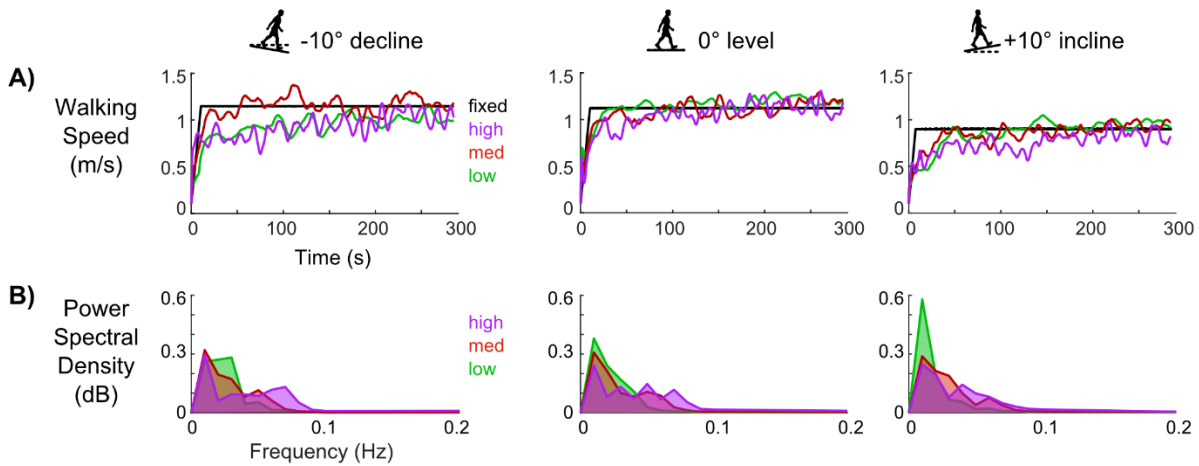 -10° decline
0° level
+10° incline
A)
Walking
Speed
(m/s)
1.5
1
0.5
0
0
100
200
300
Time (s)
fixed
high
med
low
1.5
1
0.5
0
0
100
200
300
1.5
1
0.5
0
0
100
200
300
B)
Power
Spectral
Density
(dB)
0.6
0.3
0
0
0.1
0.2
Frequency (Hz)
high
med
low
0.6
0.3
0
0
0.1
0.2
0.6
0.3
0
0
0.1
0.2